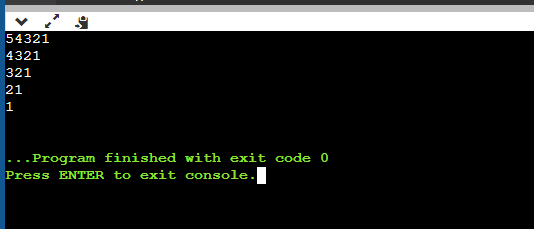 54321
4321
321
21
1
...Program finished with exit code 0
Press ENTER to exit console.